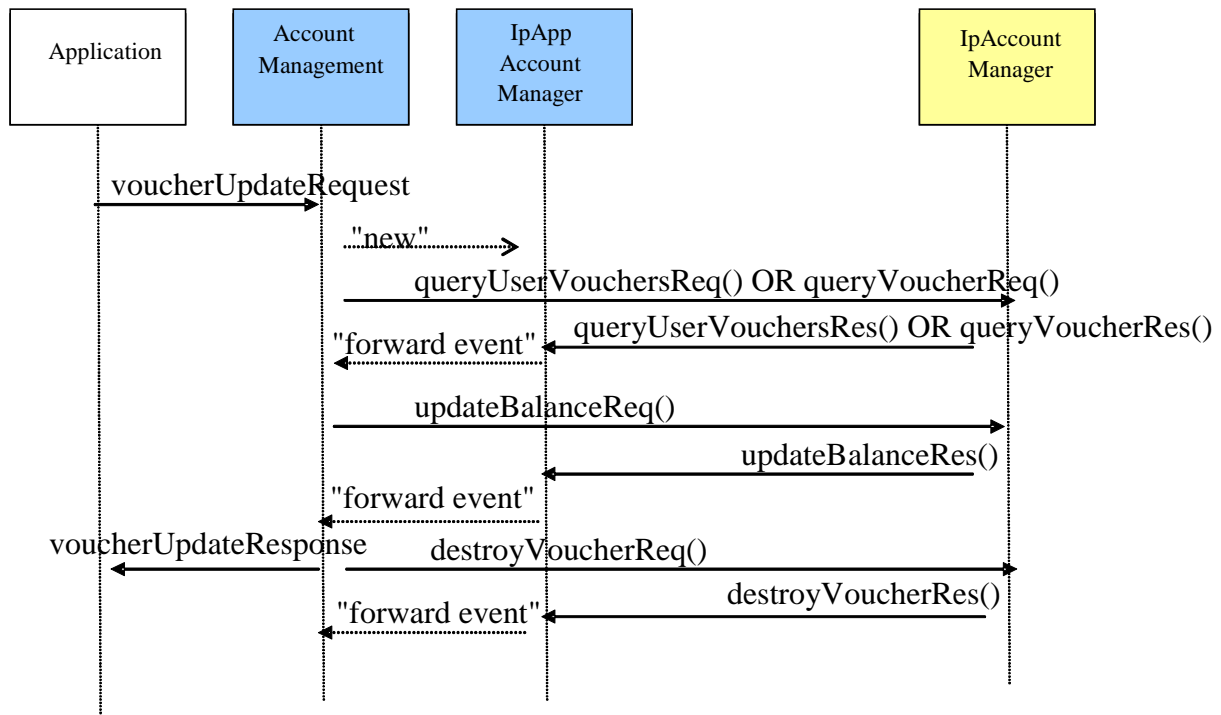 Application
Account
Management
IpApp
Account
Manager
IpAccount
Manager
voucherUpdateRequest
"new"
queryUserVouchersReq() OR queryVoucherReq()
queryUserVouchersRes() OR queryVoucherRes()
"forward event"
updateBalanceReq()
updateBalanceRes()
"forward event"
voucherUpdateResponse
destroyVoucherReq()
destroyVoucherRes()
"forward event"